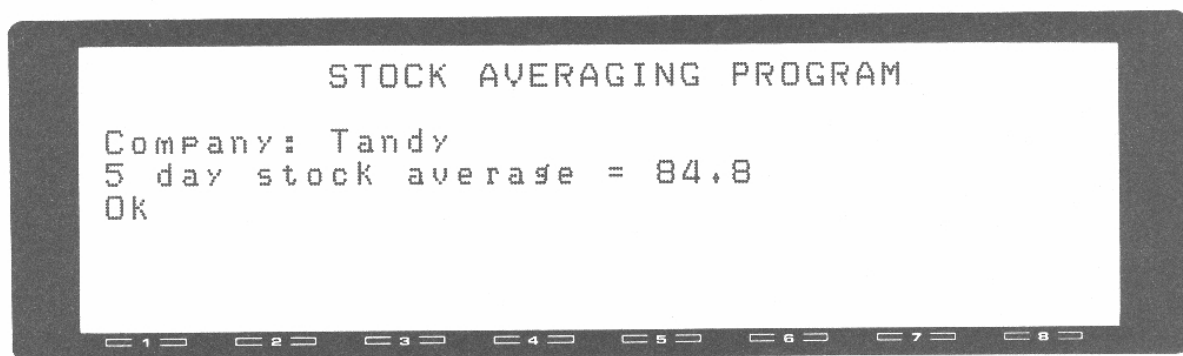 STOCK AVERAGING PROGRAM
Company: Tandy
5 day stock average = 84.8
Ok
1 2 3 4 5 6 7 8